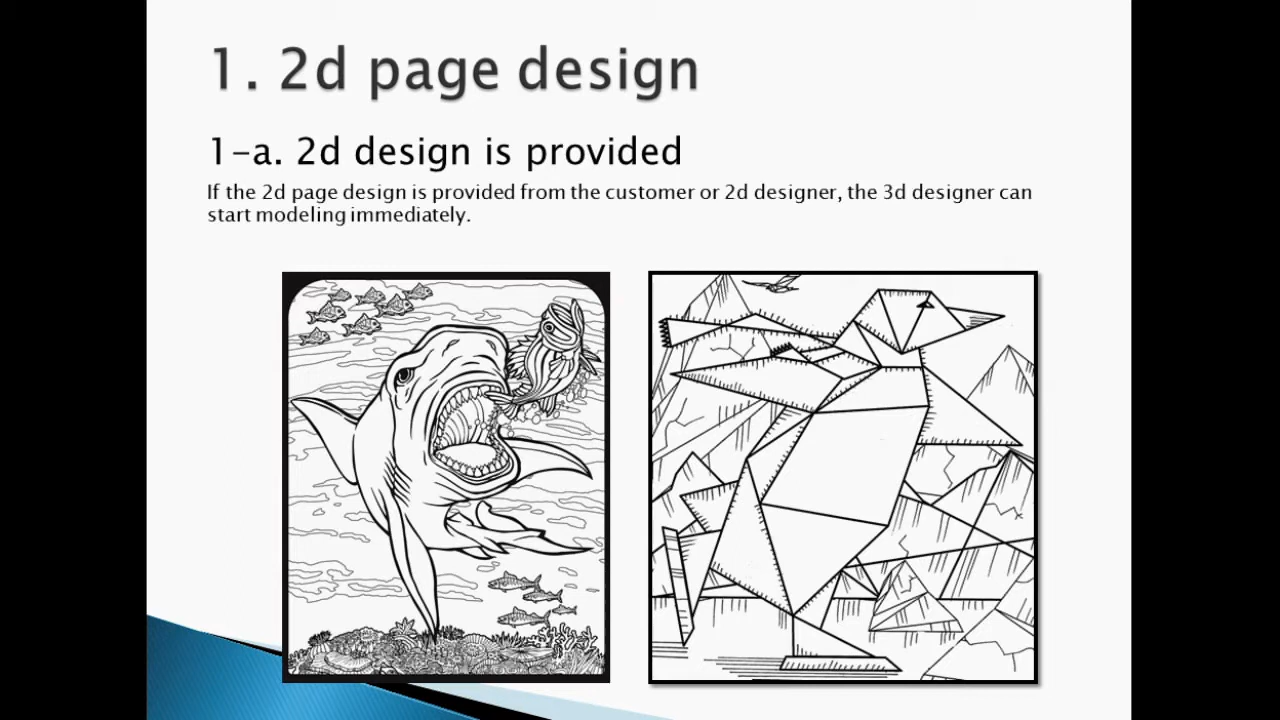 1. 2d page design
1-a. 2d design is provided
If the 2d page design is provided from the customer or 2d designer, the 3d designer can
start modeling immediately.